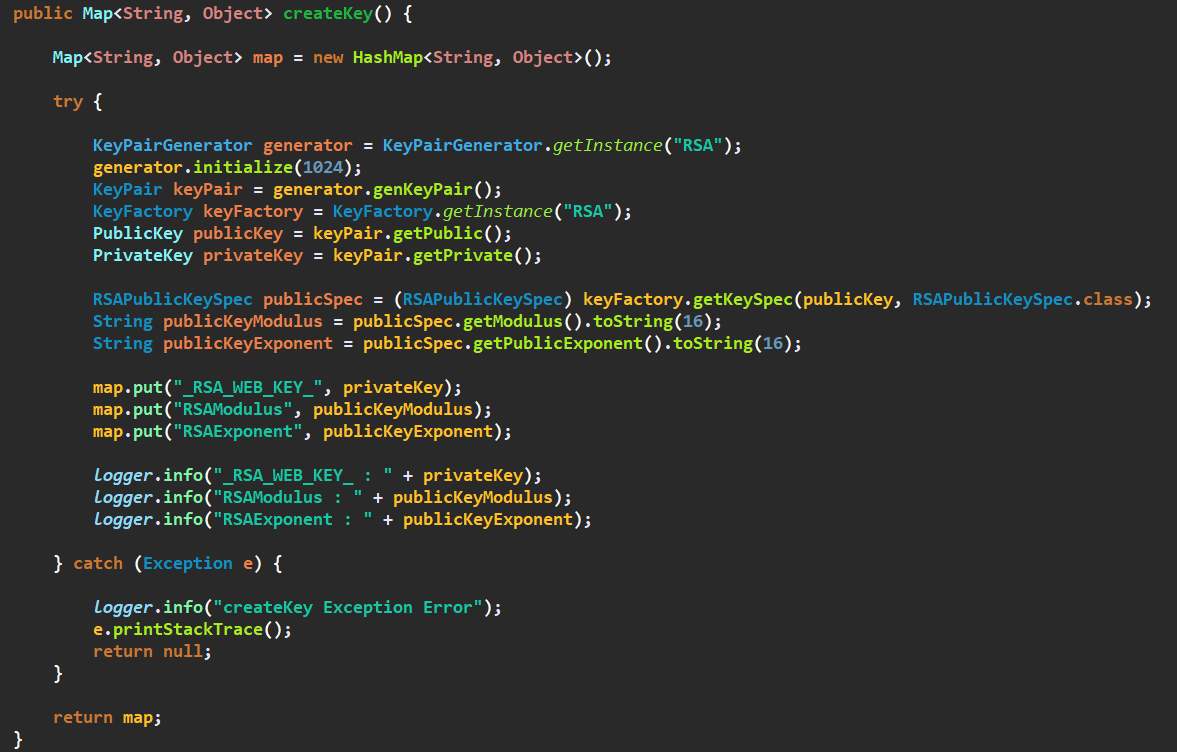 public Map<String, Object> createKey() {
Map<String, Object> map = new HashMap<String, Object>();
try {
KeyPairGenerator generator = KeyPairGenerator.getInstance("RSA");
generator.initialize(1024);
KeyPair keyPair = generator.genKeyPair();
KeyFactory keyFactory = KeyFactory.getInstance("RSA");
PublicKey publicKey = keyPair.getPublic();
PrivateKey privateKey = keyPair.getPrivate();
RSAPublicKeySpec publicSpec = (RSAPublicKeySpec) keyFactory.getKeySpec(publicKey, RSAPublicKeySpec.class);
String publicKeyModulus = publicSpec.getModulus().toString(16);
String publicKeyExponent = publicSpec.getPublicExponent().toString(16);
map.put("_RSA_WEB_KEY_", privateKey);
map.put("RSAModulus", publicKeyModulus);
map.put("RSAExponent", publicKeyExponent);
logger.info("_RSA_WEB_KEY_ : " + privateKey);
logger.info("RSAModulus : " + publicKeyModulus);
logger.info("RSAExponent : " + publicKeyExponent);
} catch (Exception e) {
logger.info("createKey Exception Error");
e.printStackTrace();
return null;
}
return map;
}